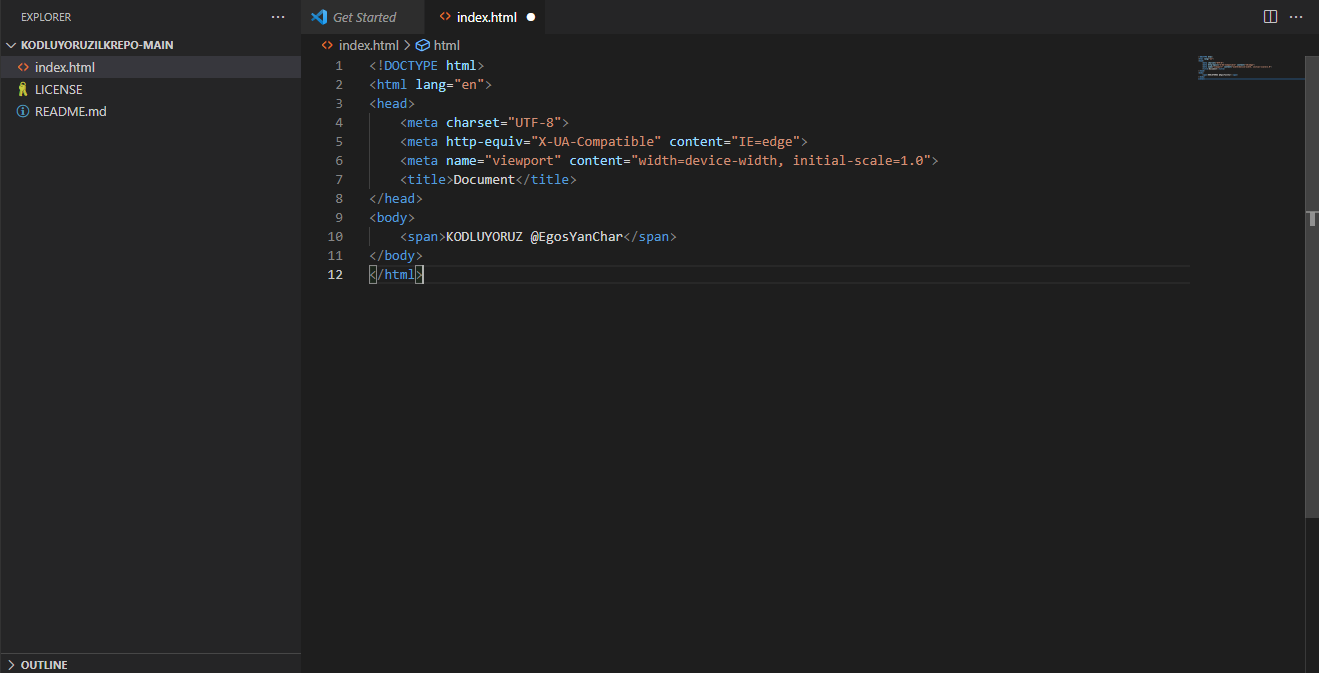 EXPLORER
KODLUYORUZILKREPO-MAIN
index.html
LICENSE
README.md
OUTLINE
Get Started
index.html
index.html > html
1 <!DOCTYPE html>
2 <html lang="en">
3 <head>
4 <meta charset="UTF-8">
5 <meta http-equiv="X-UA-Compatible" content="IE=edge">
6 <meta name="viewport" content="width=device-width, initial-scale=1.0">
7 <title>Document</title>
8 </head>
9 <body>
10 <span>KODLUYORUZ @EgosYanChar</span>
11 </body>
12 </html>